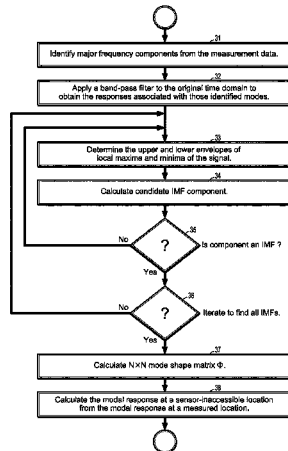 31
Identify major frequency components from the measurement data.
32
Apply a band-pass filter to the original time domain to
obtain the responses associated with those identified modes.
33
Determine the upper and lower envelopes of
local maxima and minima of the signal.
34
Calculate candidate IMF component.
35
?
Is component an IMF ?
No
Yes
36
?
Iterate to find all IMFs.
No
Yes
37
Calculate N×N mode shape matrix Φ.
38
Calculate the modal response at a sensor-inaccessible location
from the modal response at a measured location.